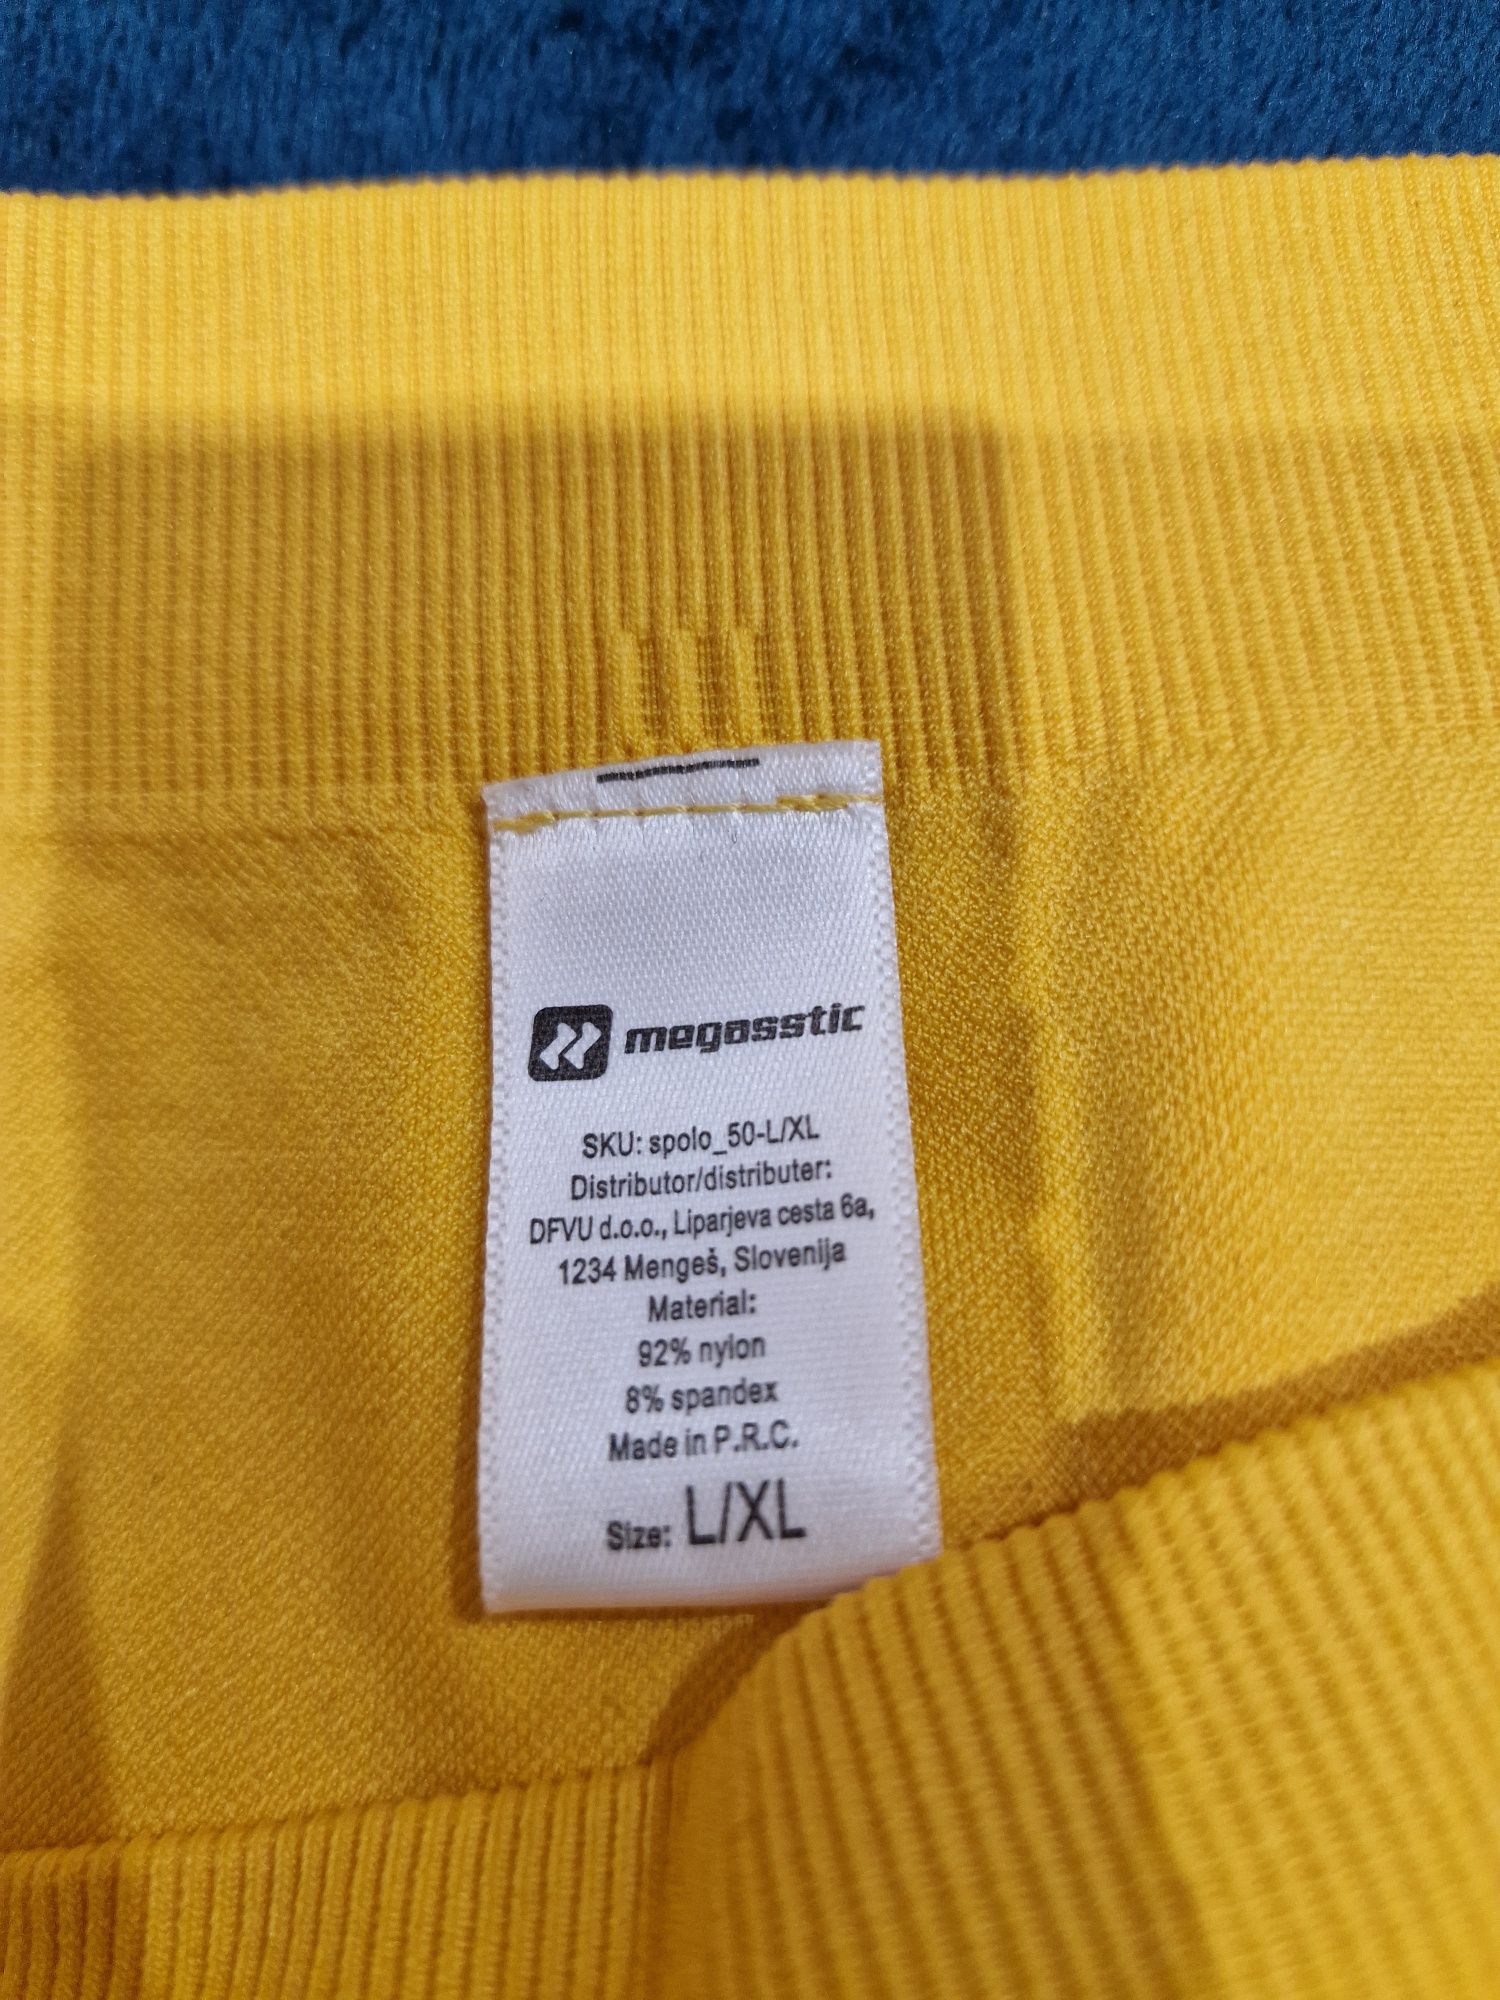 megasstic
SKU: spolo_50-L/XL
Distributor/distributer:
DFVU d.o.o., Liparjeva cesta 6a,
1234 Mengeš, Slovenija
Material:
92% nylon
8% spandex
Made in P.R.C.
Size: L/XL